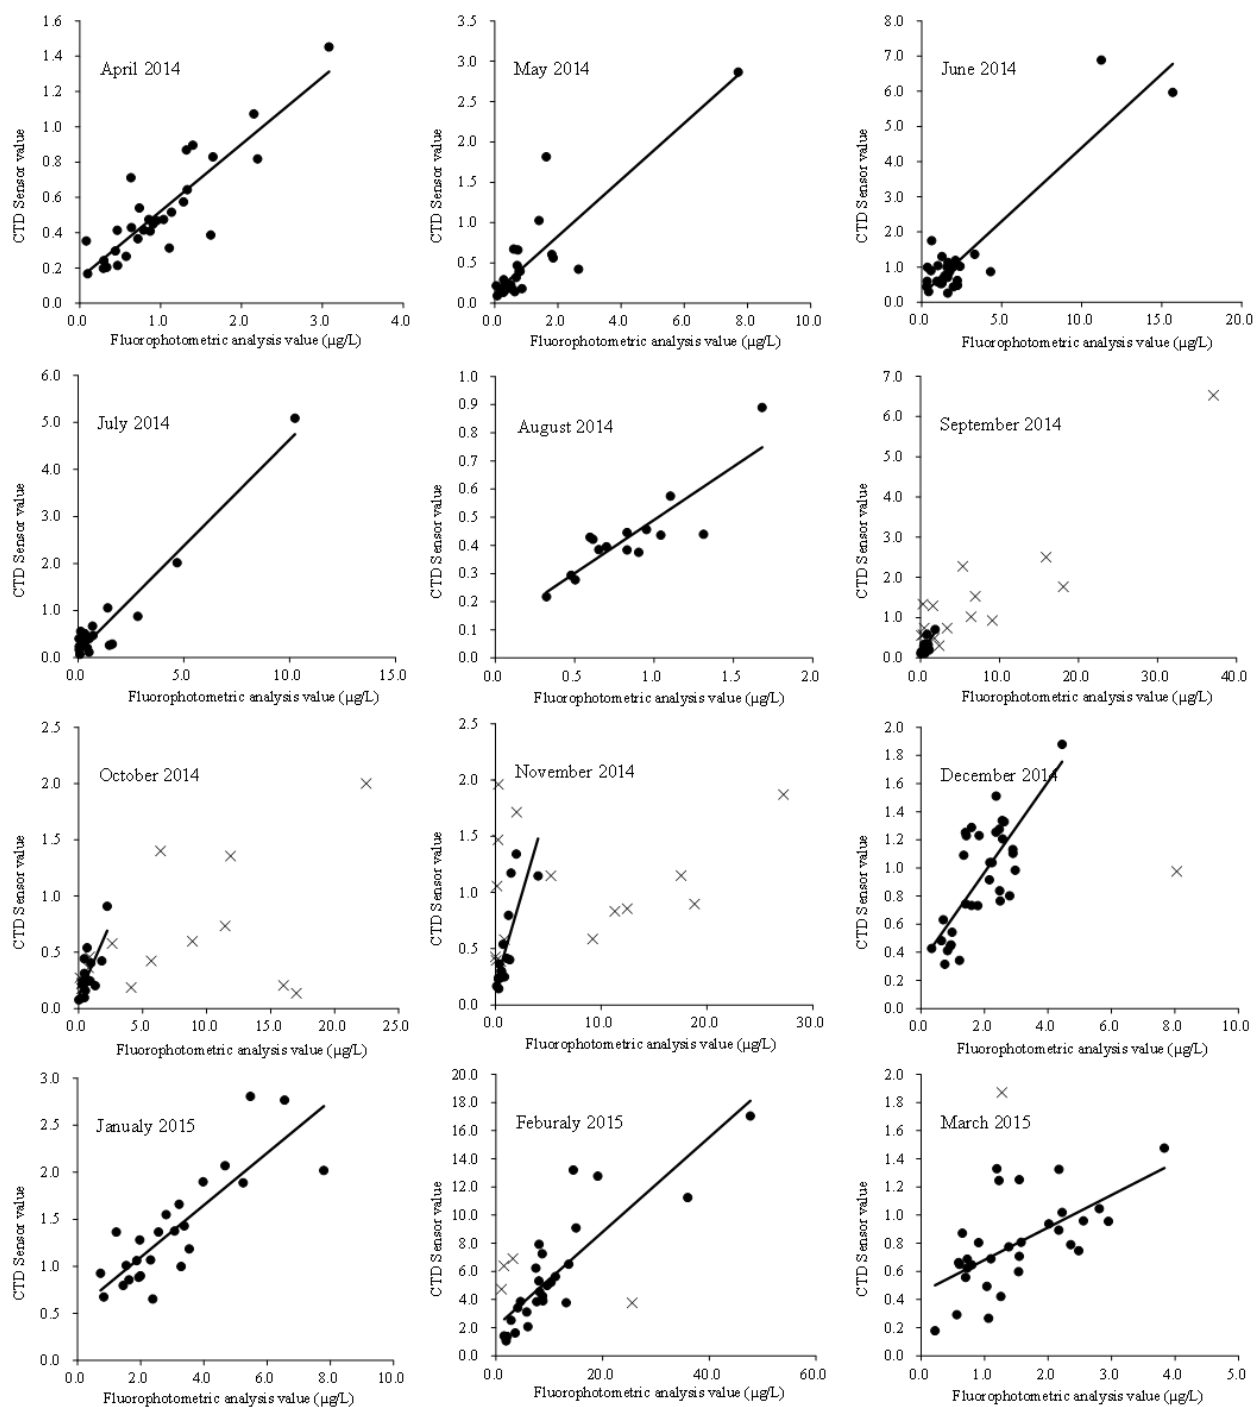 1.6
1.4
1.2
1.0
0.8
0.6
0.4
0.2
0.0
CTD Sensor value
April 2014
0.0 1.0 2.0 3.0 4.0
Fluorophotometric analysis value (μg/L)
3.5
3.0
2.5
2.0
1.5
1.0
0.5
0.0
CTD Sensor value
May 2014
0.0 2.0 4.0 6.0 8.0 10.0
Fluorophotometric analysis value (μg/L)
8.0
7.0
6.0
5.0
4.0
3.0
2.0
1.0
0.0
CTD Sensor value
June 2014
0.0 5.0 10.0 15.0 20.0
Fluorophotometric analysis value (μg/L)
6.0
5.0
4.0
3.0
2.0
1.0
0.0
CTD Sensor value
July 2014
0.0 5.0 10.0 15.0
Fluorophotometric analysis value (μg/L)
1.0
0.9
0.8
0.7
0.6
0.5
0.4
0.3
0.2
0.1
0.0
CTD Sensor value
August 2014
0.0 0.5 1.0 1.5 2.0
Fluorophotometric analysis value (μg/L)
7.0
6.0
5.0
4.0
3.0
2.0
1.0
0.0
CTD Sensor value
September 2014
0.0 10.0 20.0 30.0 40.0
Fluorophotometric analysis value (μg/L)
2.5
2.0
1.5
1.0
0.5
0.0
CTD Sensor value
October 2014
0.0 5.0 10.0 15.0 20.0 25.0
Fluorophotometric analysis value (μg/L)
2.5
2.0
1.5
1.0
0.5
0.0
CTD Sensor value
November 2014
0.0 10.0 20.0 30.0
Fluorophotometric analysis value (μg/L)
2.0
1.8
1.6
1.4
1.2
1.0
0.8
0.6
0.4
0.2
0.0
CTD Sensor value
December 2014
0.0 2.0 4.0 6.0 8.0 10.0
Fluorophotometric analysis value (μg/L)
3.0
2.5
2.0
1.5
1.0
0.5
0.0
CTD Sensor value
Janualy 2015
0.0 2.0 4.0 6.0 8.0 10.0
Fluorophotometric analysis value (μg/L)
20.0
18.0
16.0
14.0
12.0
10.0
8.0
6.0
4.0
2.0
0.0
CTD Sensor value
Feburaly 2015
0.0 20.0 40.0 60.0
Fluorophotometric analysis value (μg/L)
2.0
1.8
1.6
1.4
1.2
1.0
0.8
0.6
0.4
0.2
0.0
CTD Sensor value
March 2015
0.0 1.0 2.0 3.0 4.0 5.0
Fluorophotometric analysis value (μg/L)